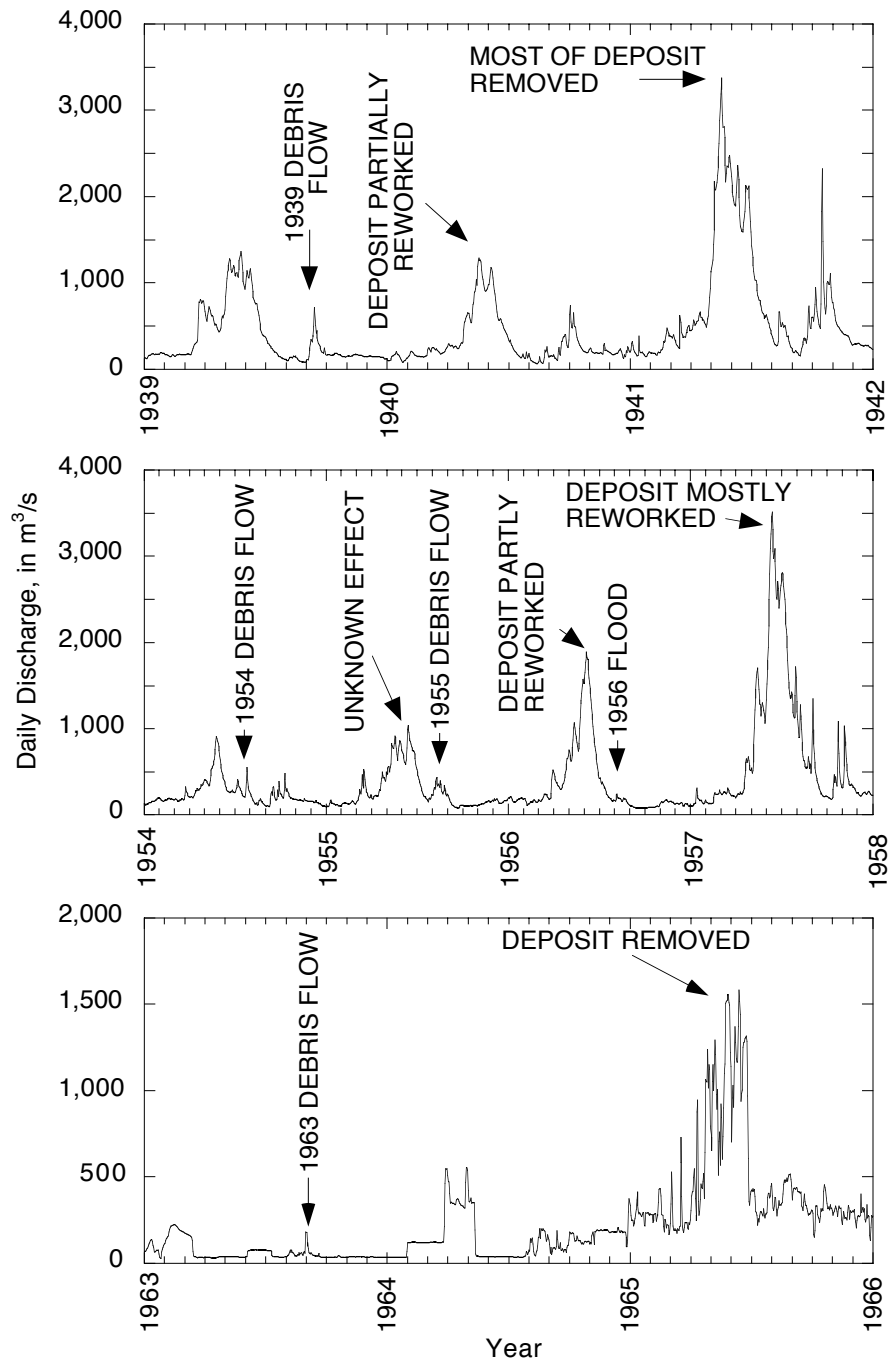 4,000
3,000
2,000
1,000
0
1939 DEBRIS
FLOW
DEPOSIT PARTIALLY
REWORKED
MOST OF DEPOSIT
REMOVED
1939
1940
1941
1942
Daily Discharge, in m³/s
4,000
3,000
2,000
1,000
0
1954 DEBRIS FLOW
UNKNOWN EFFECT
1955 DEBRIS FLOW
DEPOSIT PARTLY
REWORKED
1956 FLOOD
DEPOSIT MOSTLY
REWORKED
1954
1955
1956
1957
1958
2,000
1,500
1,000
500
0
1963 DEBRIS FLOW
DEPOSIT REMOVED
1963
1964
1965
1966
Year